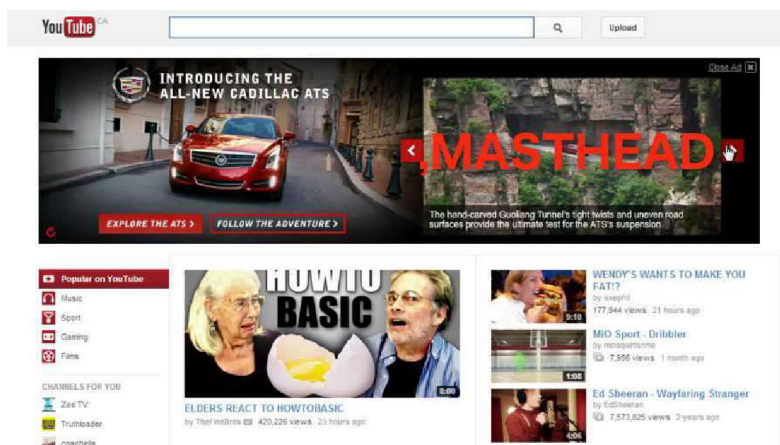 YouTube CA
Upload
Close Ad
INTRODUCING THE
ALL-NEW CADILLAC ATS
,MASTHEAD
EXPLORE THE ATS >
FOLLOW THE ADVENTURE >
The hand-carved Guoliang Tunnel's tight twists and uneven road
surfaces provide the ultimate test for the ATS's suspension.
Popular on YouTube
Music
Sport
Gaming
Films
CHANNELS FOR YOU
Zee TV
Truthloader
coachella
HOWTO
BASIC
8:00
ELDERS REACT TO HOWTOBASIC
by TheFineBros 420,226 views 23 hours ago
WENDY'S WANTS TO MAKE YOU
FAT!?
by sxephil
177,944 views 21 hours ago
9:10
MiO Sport - Dribbler
by mosquitosome
7,956 views 1 month ago
1:08
Ed Sheeran - Wayfaring Stranger
by EdSheeran
7,573,825 views 2 years ago
4:06